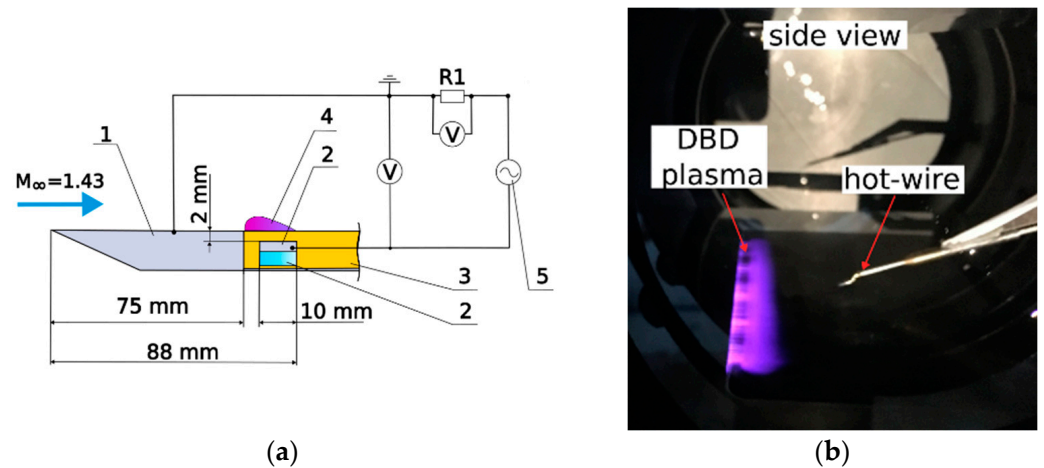 R1
4
1
2
V
V
M∞=1.43
2 mm
3
5
75 mm
10 mm
2
88 mm
(a)
side view
DBD
plasma
hot-wire
(b)